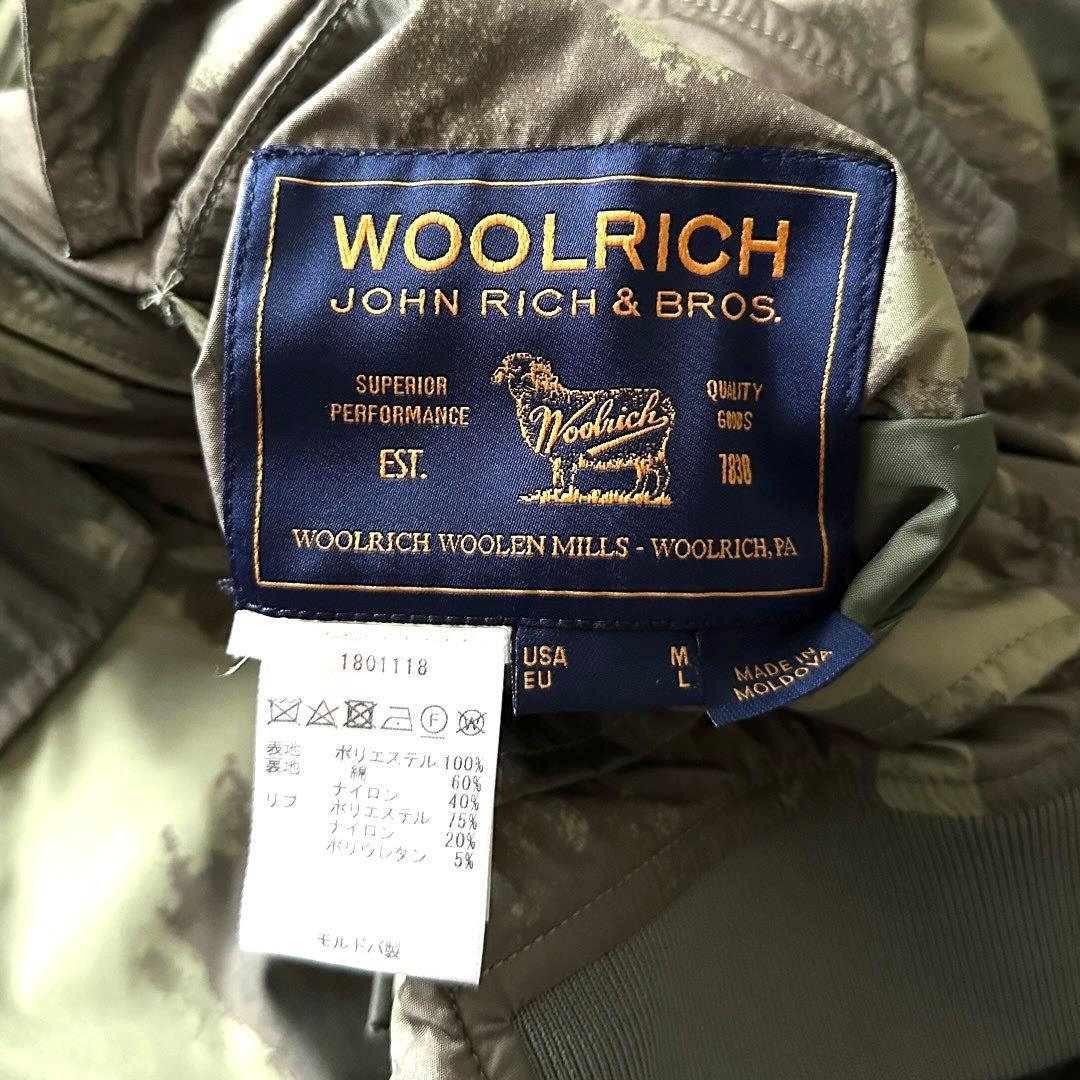 WOOLRICH
JOHN RICH & BROS.
SUPERIOR
PERFORMANCE
EST.
Woolrich
QUALITY
GOODS
1830
WOOLRICH WOOLEN MILLS - WOOLRICH, PA
USA M
EU L
MADE IN
MOLDOVA
1801118
F
W
表地 ポリエステル 100%
裏地 綿 60%
ナイロン 40%
リブ ポリエステル 75%
ナイロン 20%
ポリウレタン 5%
モルドバ製